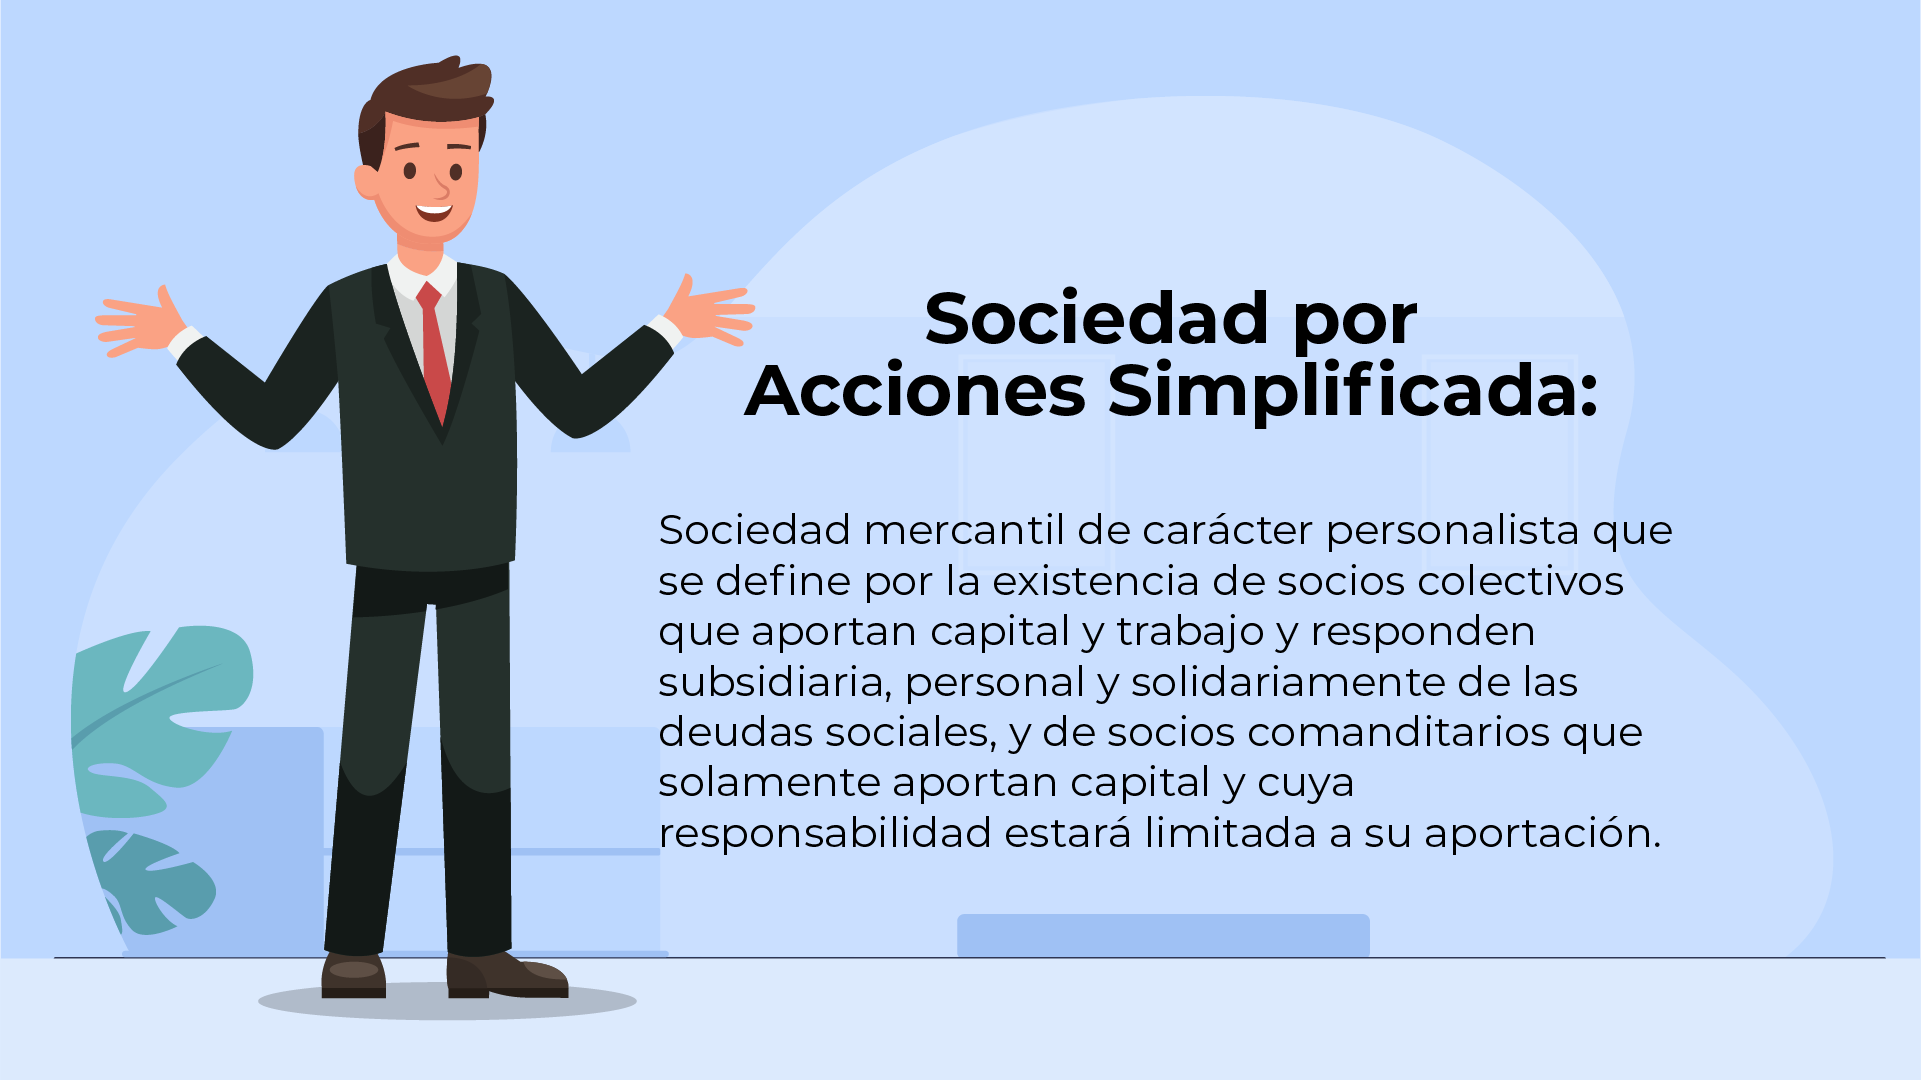 Sociedad por
Acciones Simplificada:
Sociedad mercantil de carácter personalista que
se define por la existencia de socios colectivos
que aportan capital y trabajo y responden
subsidiaria, personal y solidariamente de las
deudas sociales, y de socios comanditarios que
solamente aportan capital y cuya
responsabilidad estará limitada a su aportación.